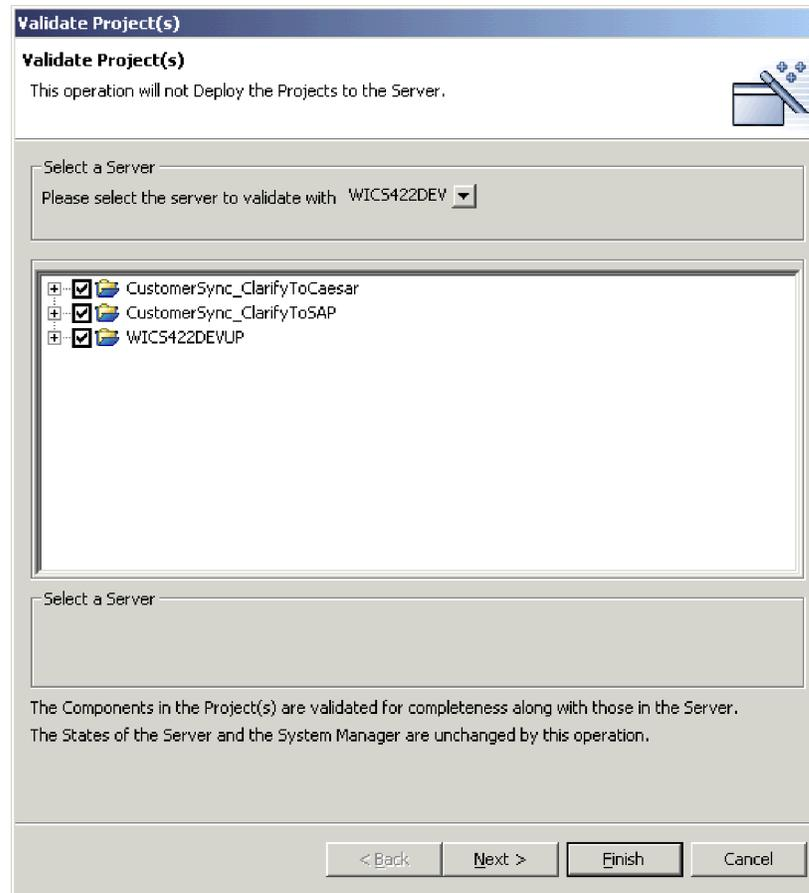 Validate Project(s)
Validate Project(s)
This operation will not Deploy the Projects to the Server.
Select a Server
Please select the server to validate with WICS422DEV
CustomerSync_ClarifyToCaesar
CustomerSync_ClarifyToSAP
WICS422DEVUP
Select a Server
The Components in the Project(s) are validated for completeness along with those in the Server.
The States of the Server and the System Manager are unchanged by this operation.
< Back Next > Finish Cancel